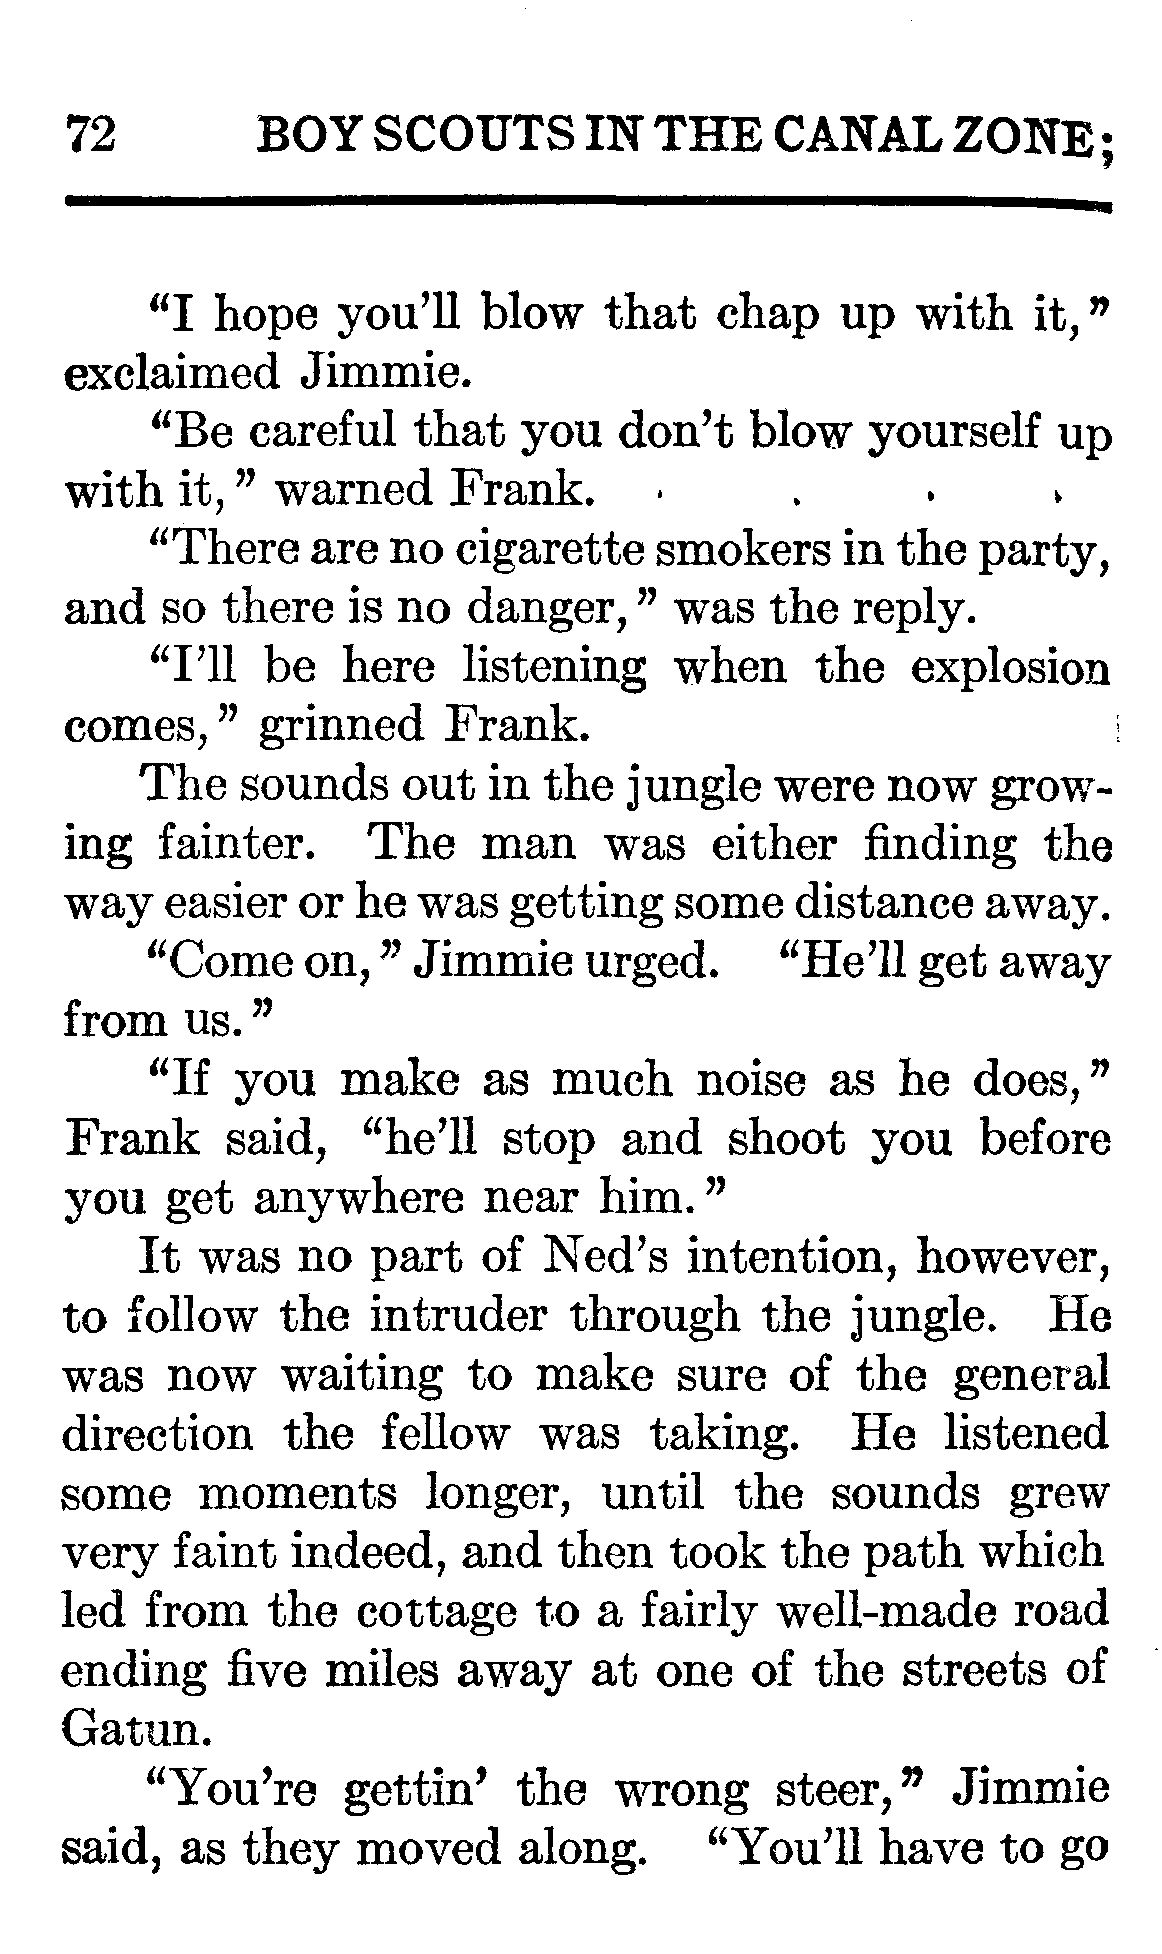 72 BOY SCOUTS IN THE CANAL ZONE;
"I hope you'll blow that chap up with it,"
exclaimed Jimmie.
"Be careful that you don't blow yourself up
with it," warned Frank.
"There are no cigarette smokers in the party,
and so there is no danger," was the reply.
"I'll be here listening when the explosion
comes," grinned Frank.
The sounds out in the jungle were now grow-
ing fainter. The man was either finding the
way easier or he was getting some distance away.
"Come on," Jimmie urged. "He'll get away
from us."
"If you make as much noise as he does,"
Frank said, "he'll stop and shoot you before
you get anywhere near him."
It was no part of Ned's intention, however,
to follow the intruder through the jungle. He
was now waiting to make sure of the general
direction the fellow was taking. He listened
some moments longer, until the sounds grew
very faint indeed, and then took the path which
led from the cottage to a fairly well-made road
ending five miles away at one of the streets of
Gatun.
"You're gettin' the wrong steer," Jimmie
said, as they moved along. "You'll have to go